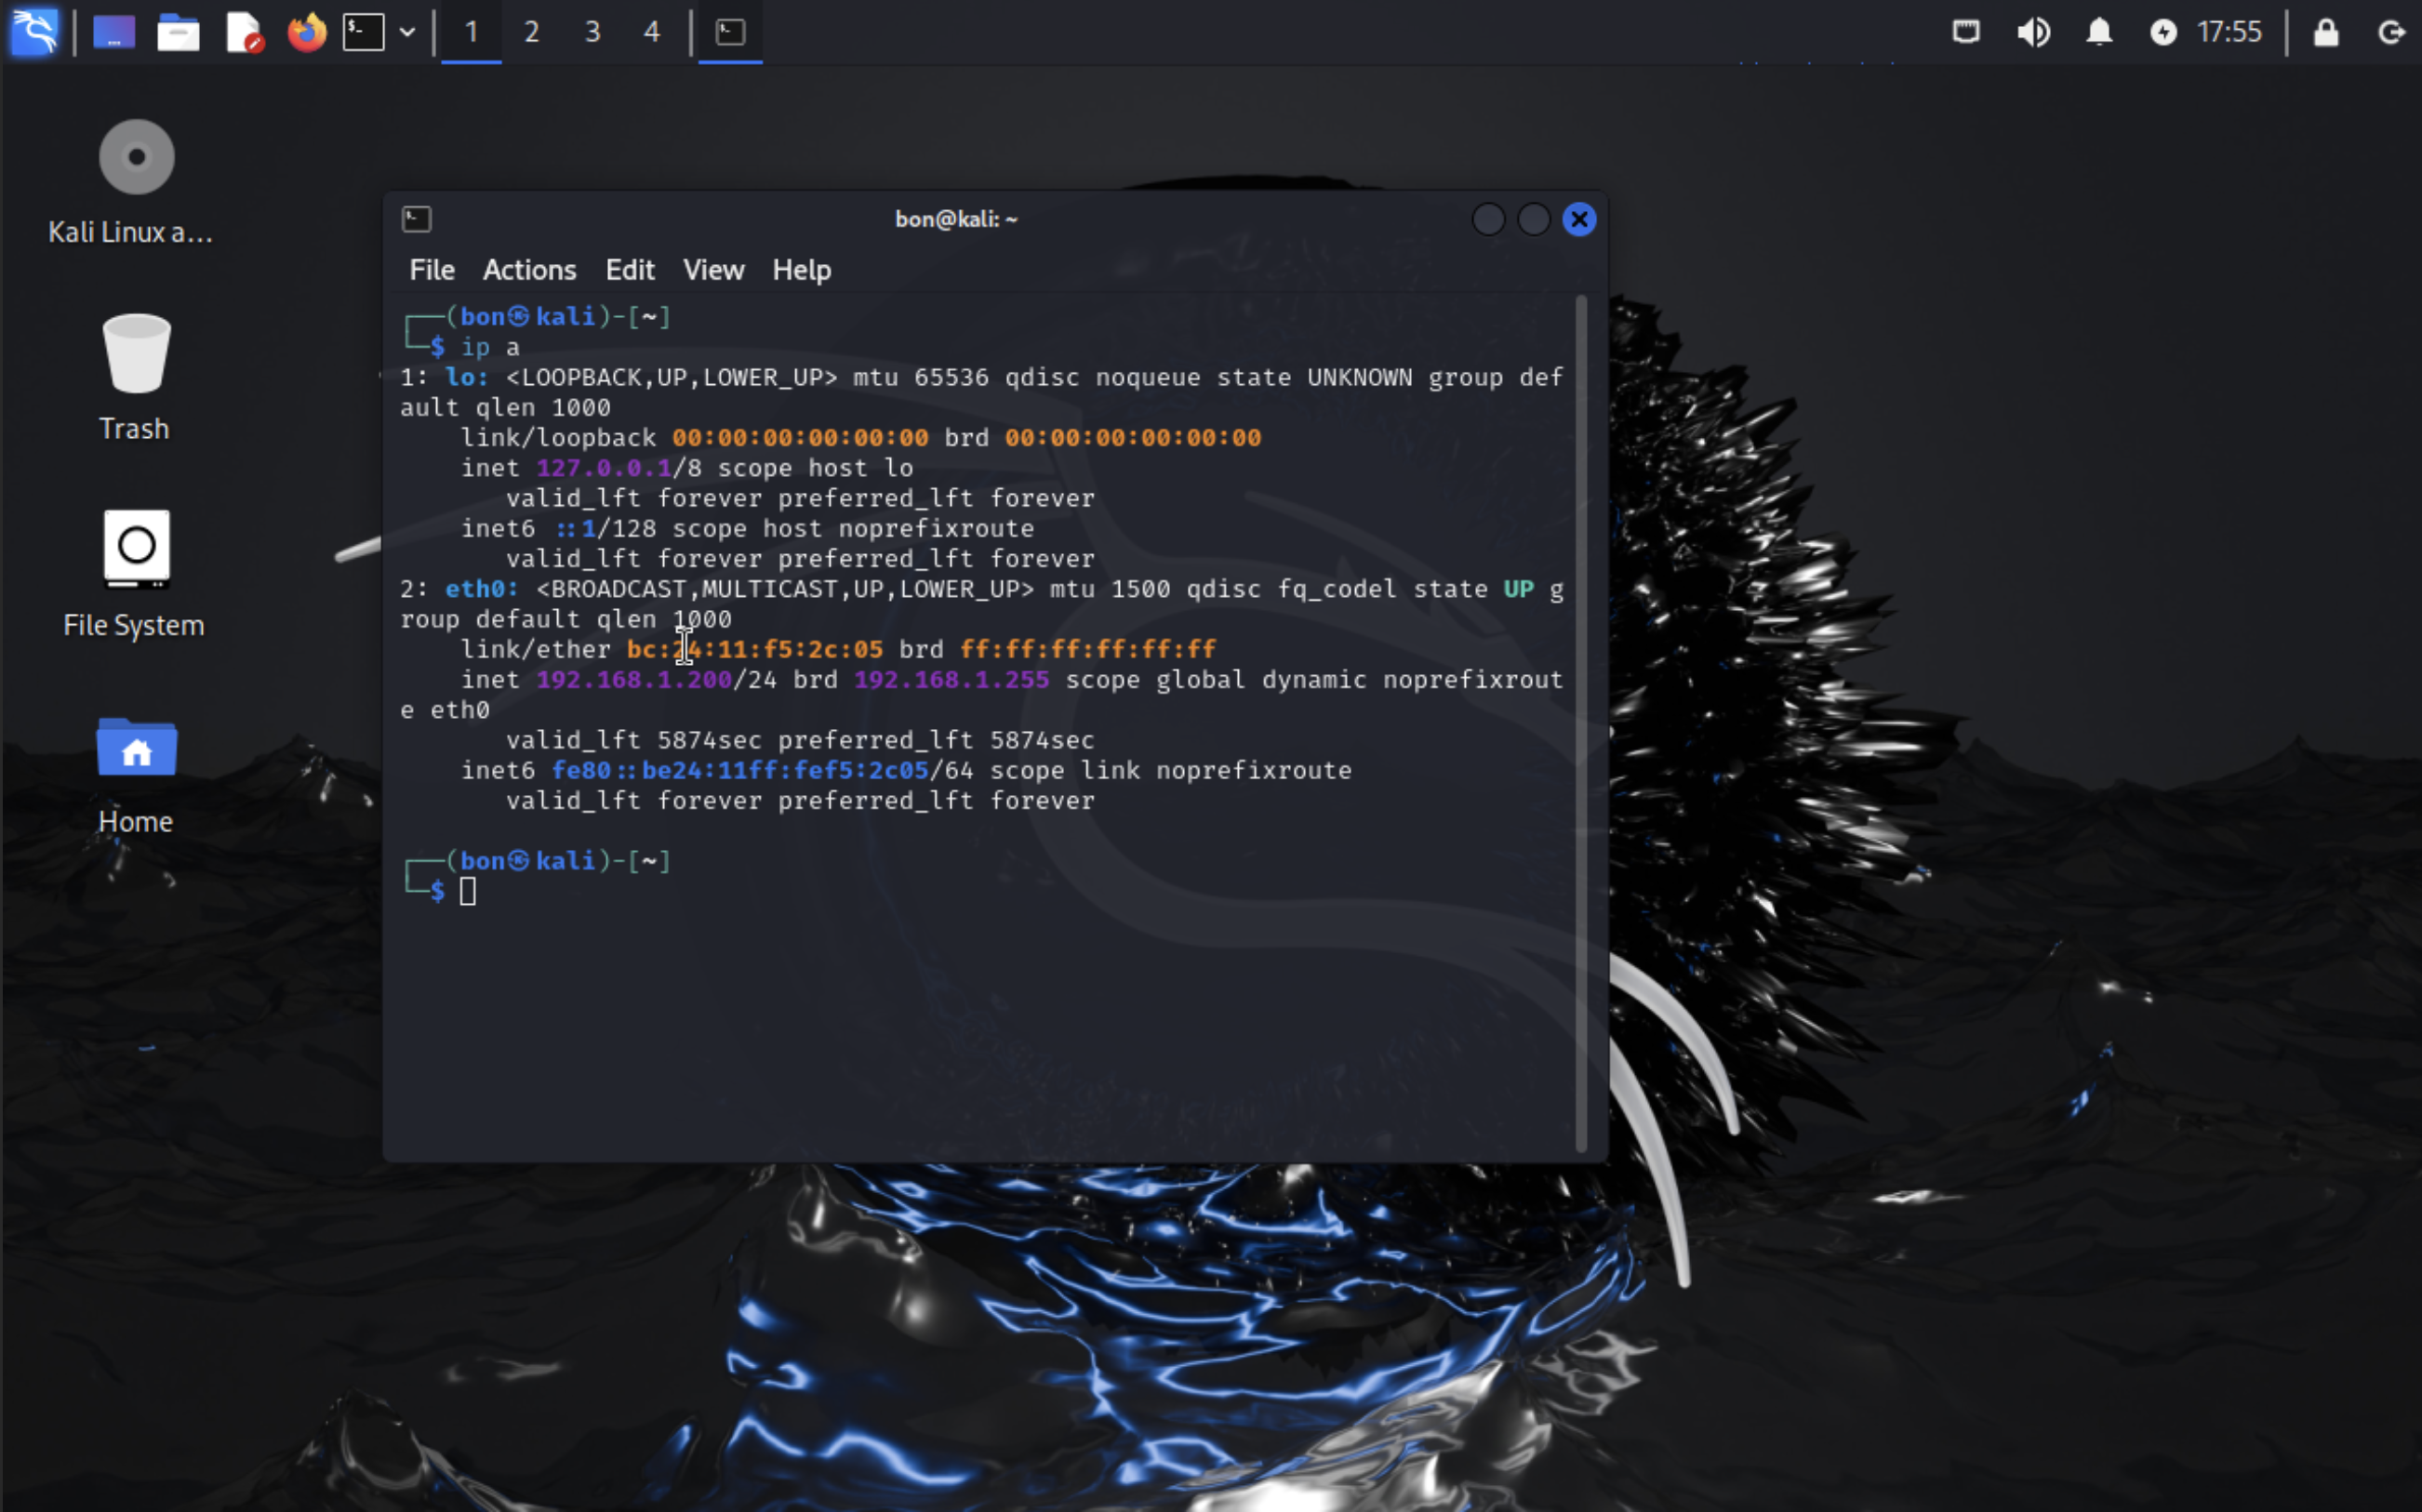 1 2 3 4 17:55
Kali Linux a...
Trash
File System
Home
bon@kali: ~
File Actions Edit View Help
┌──(bon㉿kali)-[~]
└─$ ip a
1: lo: <LOOPBACK,UP,LOWER_UP> mtu 65536 qdisc noqueue state UNKNOWN group def
ault qlen 1000
    link/loopback 00:00:00:00:00:00 brd 00:00:00:00:00:00
    inet 127.0.0.1/8 scope host lo
       valid_lft forever preferred_lft forever
    inet6 ::1/128 scope host noprefixroute
       valid_lft forever preferred_lft forever
2: eth0: <BROADCAST,MULTICAST,UP,LOWER_UP> mtu 1500 qdisc fq_codel state UP g
roup default qlen 1000
    link/ether bc:24:11:f5:2c:05 brd ff:ff:ff:ff:ff:ff
    inet 192.168.1.200/24 brd 192.168.1.255 scope global dynamic noprefixrout
e eth0
       valid_lft 5874sec preferred_lft 5874sec
    inet6 fe80::be24:11ff:fef5:2c05/64 scope link noprefixroute
       valid_lft forever preferred_lft forever
┌──(bon㉿kali)-[~]
└─$